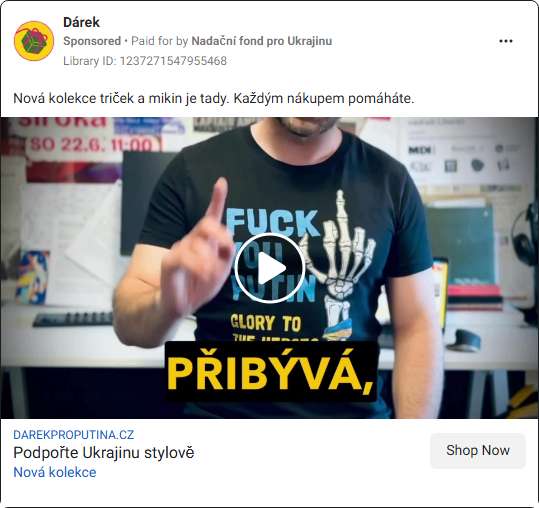 Dárek
Sponsored • Paid for by Nadační fond pro Ukrajinu
Library ID: 1237271547955468
Nová kolekce triček a mikin je tady. Každým nákupem pomáháte.
SO 22.6. 11:00
MDI
FUCK
YOU
PUTIN
GLORY TO
THE HEROES
PŘIBÝVÁ,
DAREKPROPUTINA.CZ
Podpořte Ukrajinu stylově
Shop Now
Nová kolekce